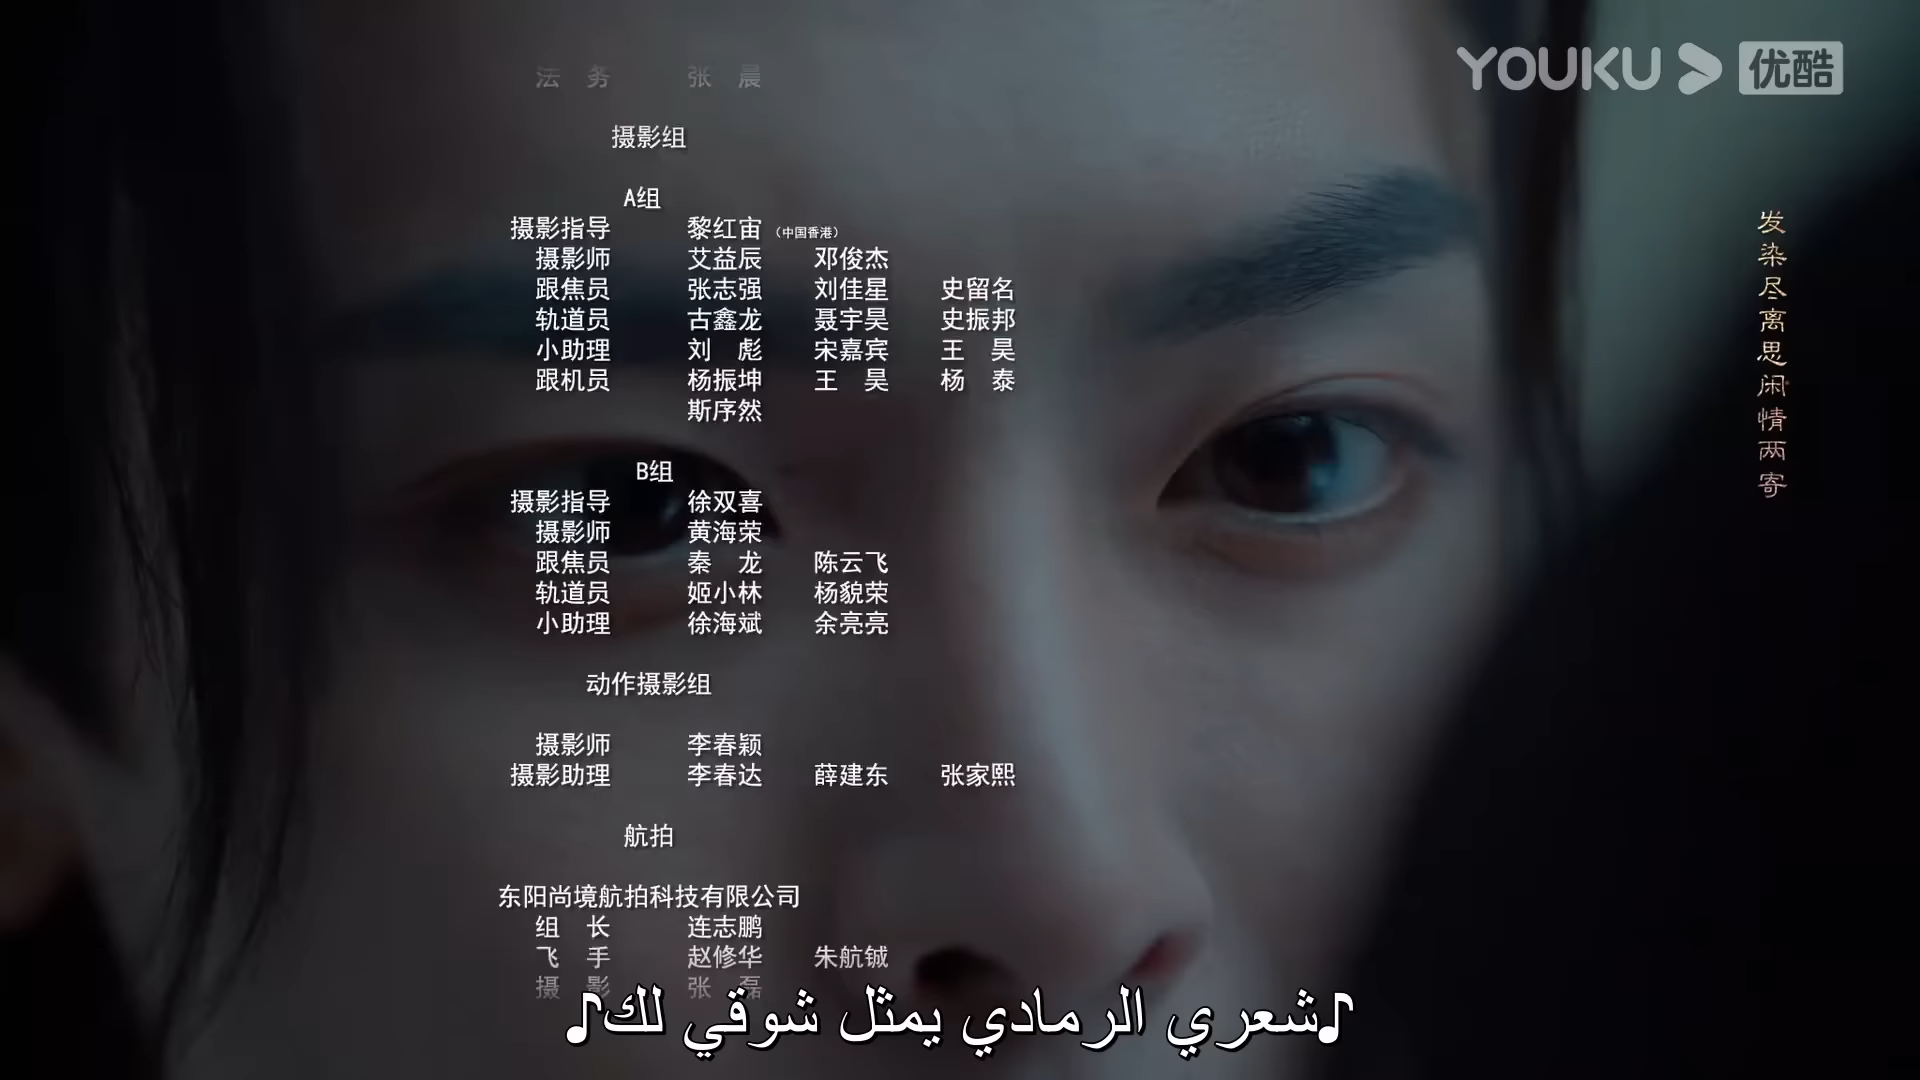 YOUKU 优酷
法 务 张 晨
摄影组
A组
摄影指导 黎红宙 (中国香港)
摄影师 艾益辰 邓俊杰
跟焦员 张志强 刘佳星 史留名
轨道员 古鑫龙 聂宇昊 史振邦
小助理 刘 彪 宋嘉宾 王 昊
跟机员 杨振坤 王 昊 杨 泰
斯序然
B组
摄影指导 徐双喜
摄影师 黄海荣
跟焦员 秦 龙 陈云飞
轨道员 姬小林 杨貌荣
小助理 徐海斌 余亮亮
动作摄影组
摄影师 李春颖
摄影助理 李春达 薛建东 张家熙
航拍
东阳尚境航拍科技有限公司
组 长 连志鹏
飞 手 赵修华 朱航铖
摄 影 张 磊
发染尽离思闲情两寄
♪شعري الرمادي يمثل شوقي لك♪